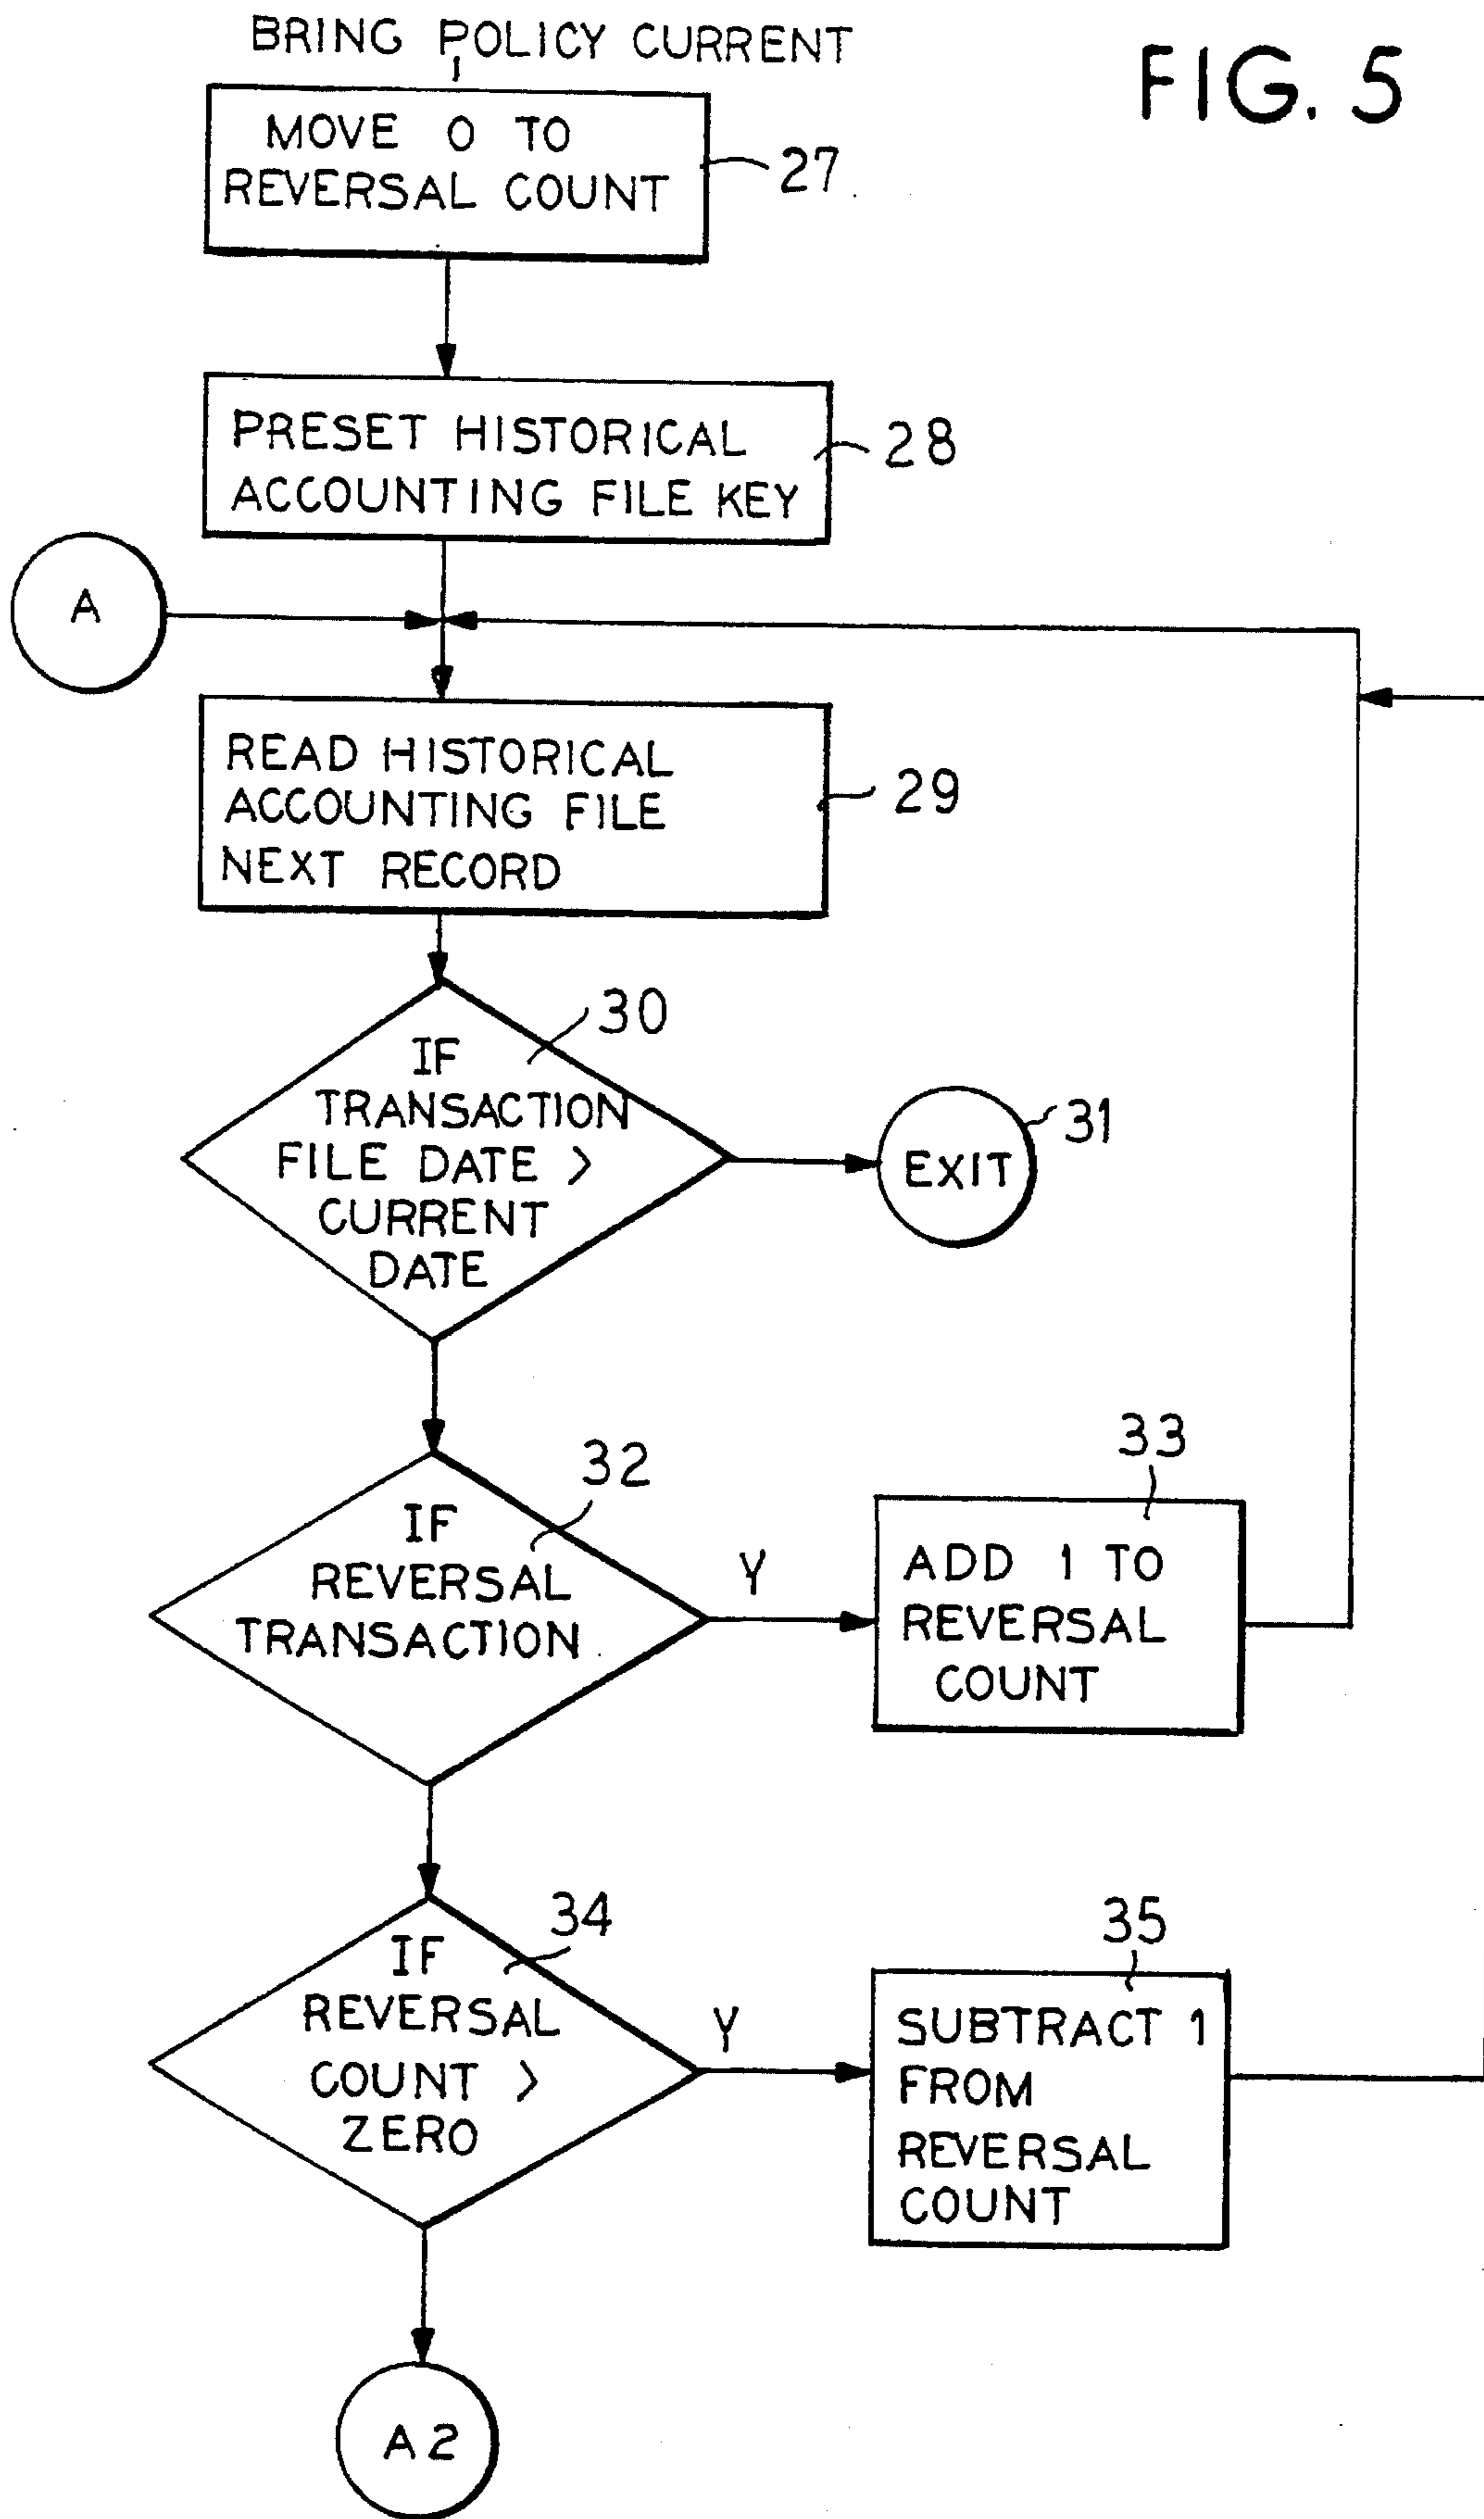 BRING POLICY CURRENT
FIG. 5
MOVE 0 TO
REVERSAL COUNT
27
PRESET HISTORICAL
ACCOUNTING FILE KEY
28
A
READ HISTORICAL
ACCOUNTING FILE
NEXT RECORD
29
30
IF
TRANSACTION
FILE DATE >
CURRENT
DATE
31
EXIT
32
IF
REVERSAL
TRANSACTION
Y
33
ADD 1 TO
REVERSAL
COUNT
34
IF
REVERSAL
COUNT >
ZERO
Y
35
SUBTRACT 1
FROM
REVERSAL
COUNT
A2